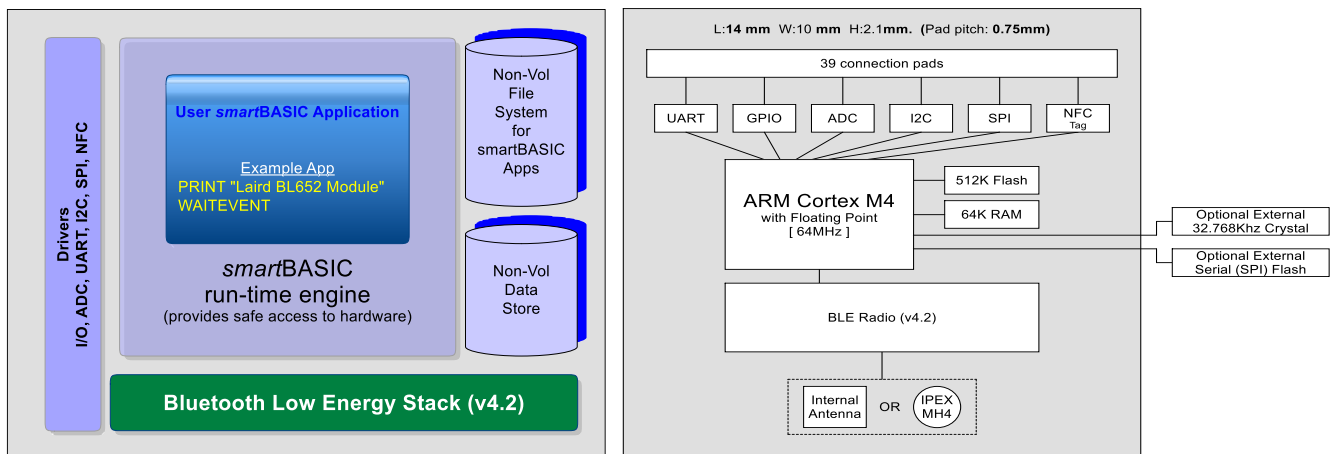 Drivers
I/O, ADC, UART, I2C, SPI, NFC
User smartBASIC Application
Example App
PRINT "Laird BL652 Module"
WAITEVENT
smartBASIC
run-time engine
(provides safe access to hardware)
Non-Vol
File
System
for
smartBASIC
Apps
Non-Vol
Data
Store
Bluetooth Low Energy Stack (v4.2)
L:14 mm W:10 mm H:2.1mm. (Pad pitch: 0.75mm)
39 connection pads
UART
GPIO
ADC
I2C
SPI
NFC
Tag
ARM Cortex M4
with Floating Point
[ 64MHz ]
512K Flash
64K RAM
Optional External
32.768Khz Crystal
Optional External
Serial (SPI) Flash
BLE Radio (v4.2)
Internal
Antenna
OR
IPEX
MH4